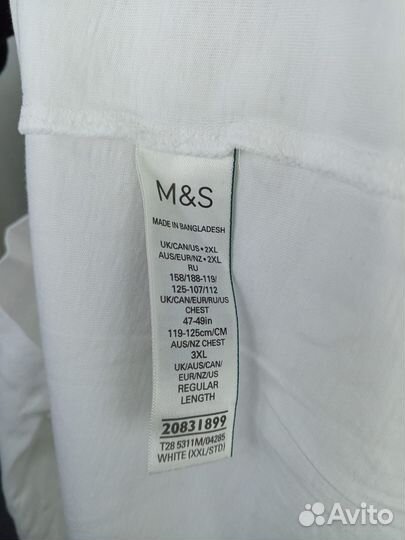 M&S
MADE IN BANGLADESH
UK/CAN/US • 2XL
AUS/EUR/NZ • 2XL
RU
158/188-119/
125-107/112
UK/CAN/EUR/RU/US
CHEST
47-49in
119-125cm/CM
AUS/NZ CHEST
3XL
UK/AUS/CAN/
EUR/NZ/US
REGULAR
LENGTH
20831899
T28 5311M/04285
WHITE (XXL/STD)
Avito